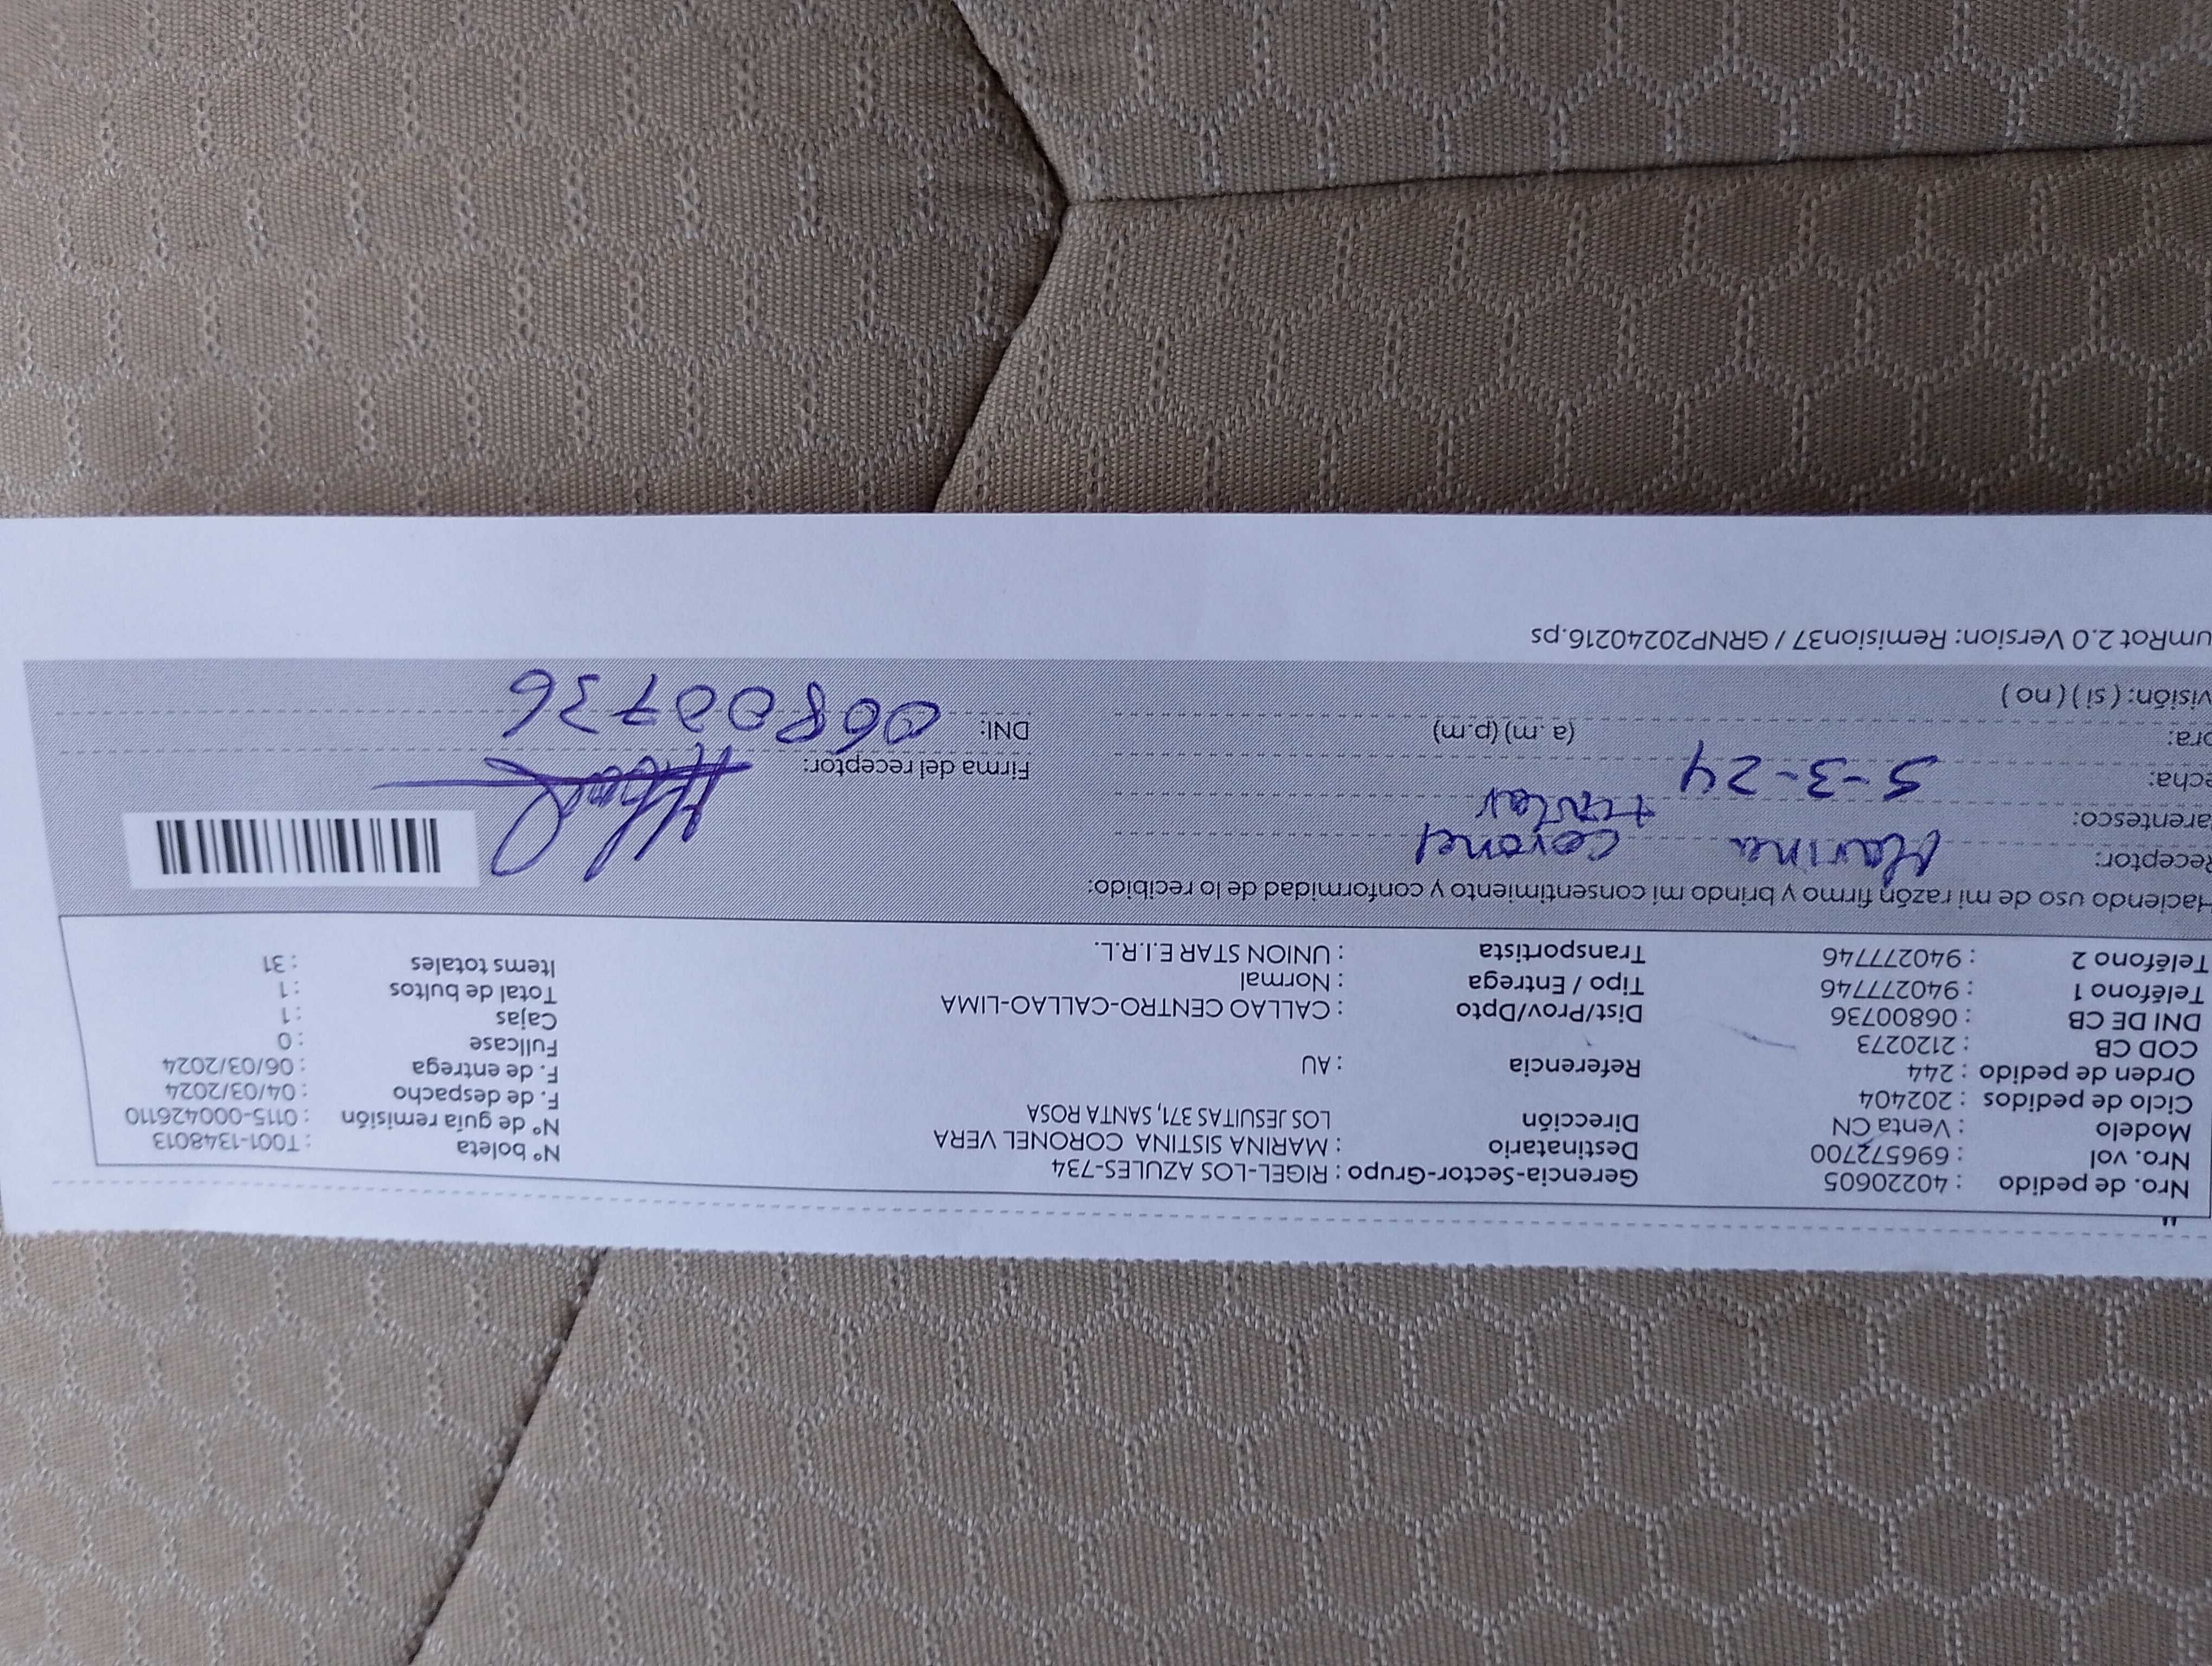 Nro. de pedido : 40220605 Gerencia-Sector-Grupo : RIGEL-LOS AZULES-734 N° boleta : T001-1348013
Nro. vol : 696572700 Destinatario : MARINA SISTINA CORONEL VERA N° de guía remisión : 0115-000426110
Modelo : Venta CN Dirección LOS JESUITAS 371, SANTA ROSA F. de despacho : 04/03/2024
Ciclo de pedidos : 202404 F. de entrega : 06/03/2024
Orden de pedido : 244 Referencia : AU Fullcase : 0
COD CB : 2120273 Cajas : 1
DNI DE CB : 06800736 Dist/Prov/Dpto : CALLAO CENTRO-CALLAO-LIMA Total de bultos : 1
Teléfono 1 : 940277746 Tipo / Entrega : Normal Items totales : 31
Teléfono 2 : 940277746 Transportista : UNION STAR E.I.R.L.
Haciendo uso de mi razón firmo y brindo mi consentimiento y conformidad de lo recibido:
Receptor: Marina Coronel
arentesco: titular
echa: 5-3-24 Firma del receptor:
ora: (a.m) (p.m) DNI: 06800736
visión: ( si ) ( no )
umRot 2.0 Version: Remision37 / GRNP20240216.ps